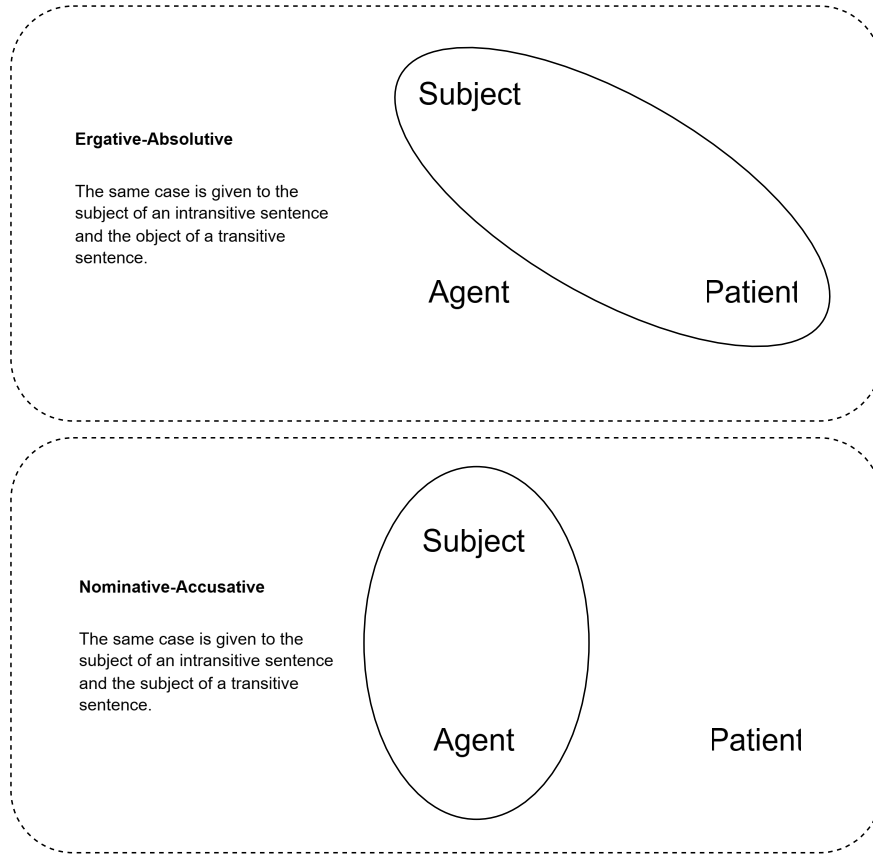 Ergative-Absolutive
The same case is given to the
subject of an intransitive sentence
and the object of a transitive
sentence.
Subject
Agent Patient
Nominative-Accusative
The same case is given to the
subject of an intransitive sentence
and the subject of a transitive
sentence.
Subject
Agent Patient